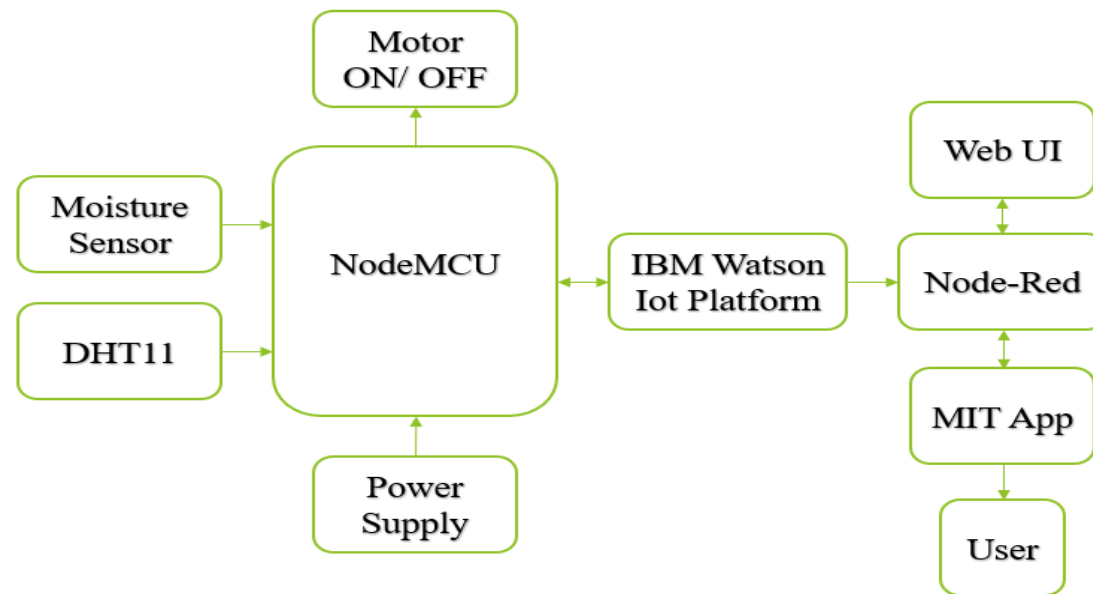 Motor
ON/ OFF
Web UI
Moisture
Sensor
NodeMCU
IBM Watson
Iot Platform
Node-Red
DHT11
MIT App
Power
Supply
User